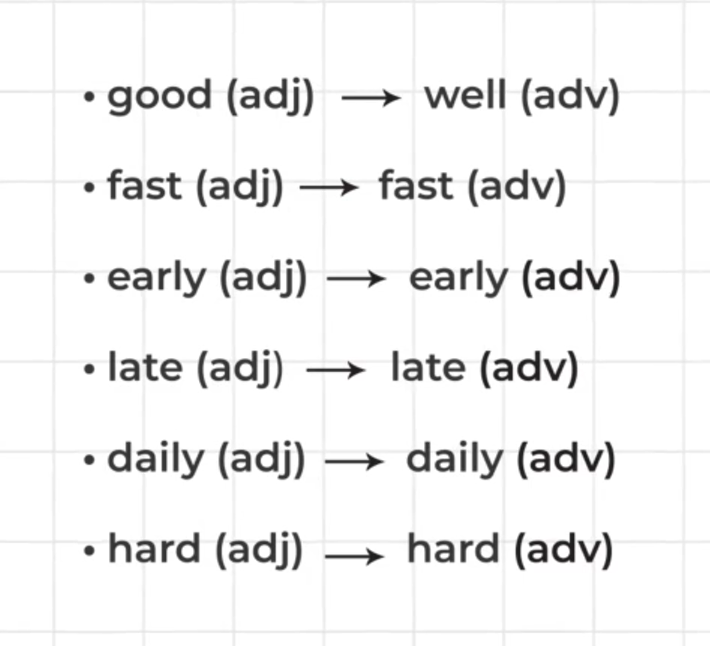 • good (adj) → well (adv)
• fast (adj) → fast (adv)
• early (adj) → early (adv)
• late (adj) → late (adv)
• daily (adj) → daily (adv)
• hard (adj) → hard (adv)